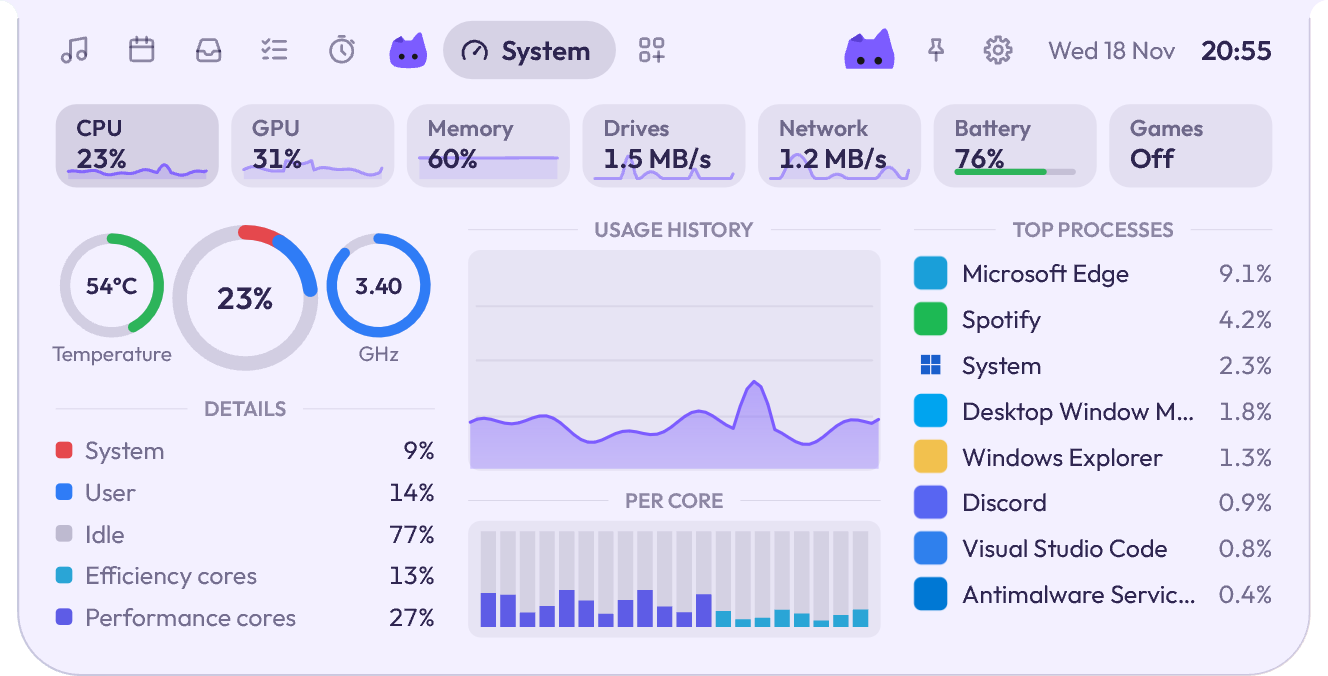 System
Wed 18 Nov
20:55
CPU
23%
GPU
31%
Memory
60%
Drives
1.5 MB/s
Network
1.2 MB/s
Battery
76%
Games
Off
54°C
Temperature
23%
3.40
GHz
DETAILS
System 9%
User 14%
Idle 77%
Efficiency cores 13%
Performance cores 27%
USAGE HISTORY
PER CORE
TOP PROCESSES
Microsoft Edge 9.1%
Spotify 4.2%
System 2.3%
Desktop Window M... 1.8%
Windows Explorer 1.3%
Discord 0.9%
Visual Studio Code 0.8%
Antimalware Servic... 0.4%